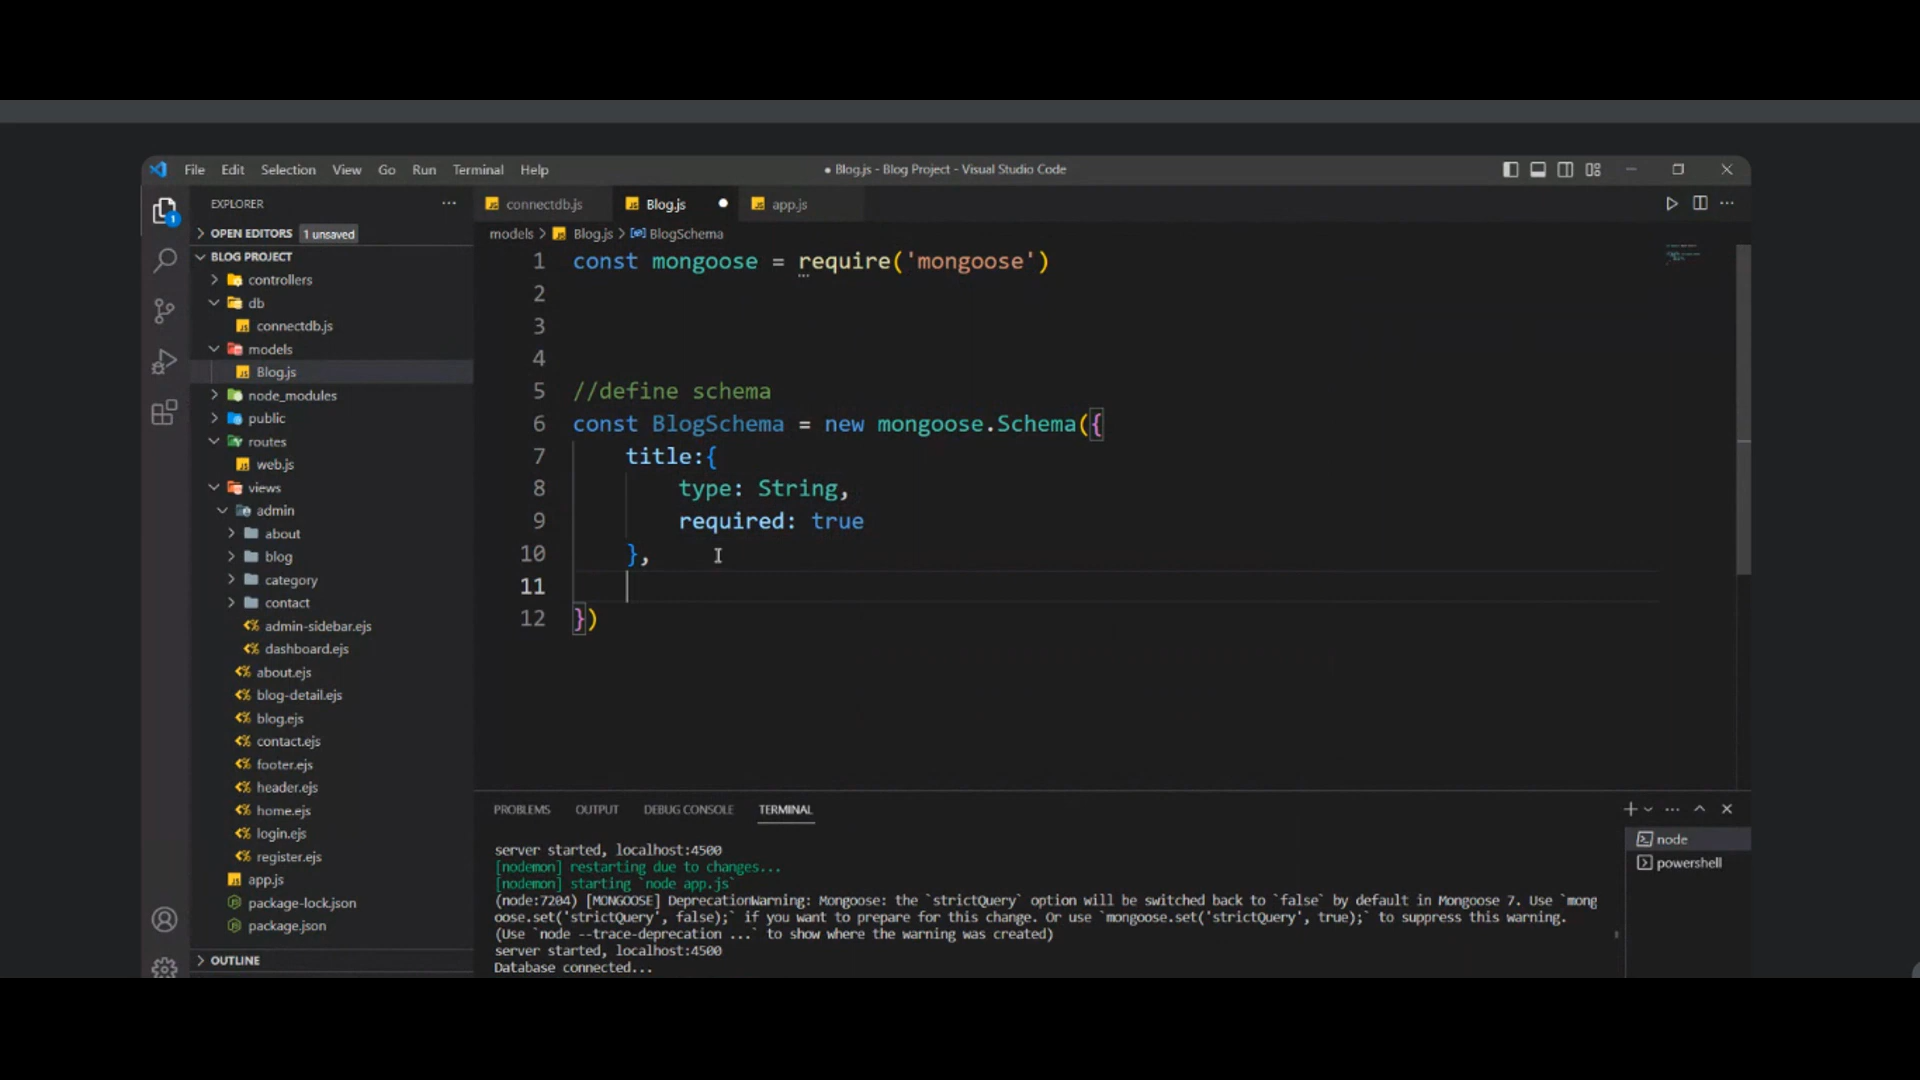 File Edit Selection View Go Run Terminal Help
● Blog.js - Blog Project - Visual Studio Code
EXPLORER
connectdb.js
Blog.js
app.js
OPEN EDITORS
1 unsaved
models > Blog.js > BlogSchema
1
BLOG PROJECT
controllers
db
connectdb.js
models
Blog.js
node_modules
public
routes
web.js
views
admin
about
blog
category
contact
admin-sidebar.ejs
dashboard.ejs
about.ejs
blog-detail.ejs
blog.ejs
contact.ejs
footer.ejs
header.ejs
home.ejs
login.ejs
register.ejs
app.js
package-lock.json
package.json
OUTLINE
1 const mongoose = require('mongoose')
2
3
4
5 //define schema
6 const BlogSchema = new mongoose.Schema({
7 title:{
8 type: String,
9 required: true
10 },
11
12 })
PROBLEMS OUTPUT DEBUG CONSOLE TERMINAL
server started, localhost:4500
[nodemon] restarting due to changes...
[nodemon] starting `node app.js`
(node:7204) [MONGOOSE] DeprecationWarning: Mongoose: the `strictQuery` option will be switched back to `false` by default in Mongoose 7. Use `mong
oose.set('strictQuery', false);` if you want to prepare for this change. Or use `mongoose.set('strictQuery', true);` to suppress this warning.
(Use `node --trace-deprecation ...` to show where the warning was created)
server started, localhost:4500
Database connected...
node
powershell